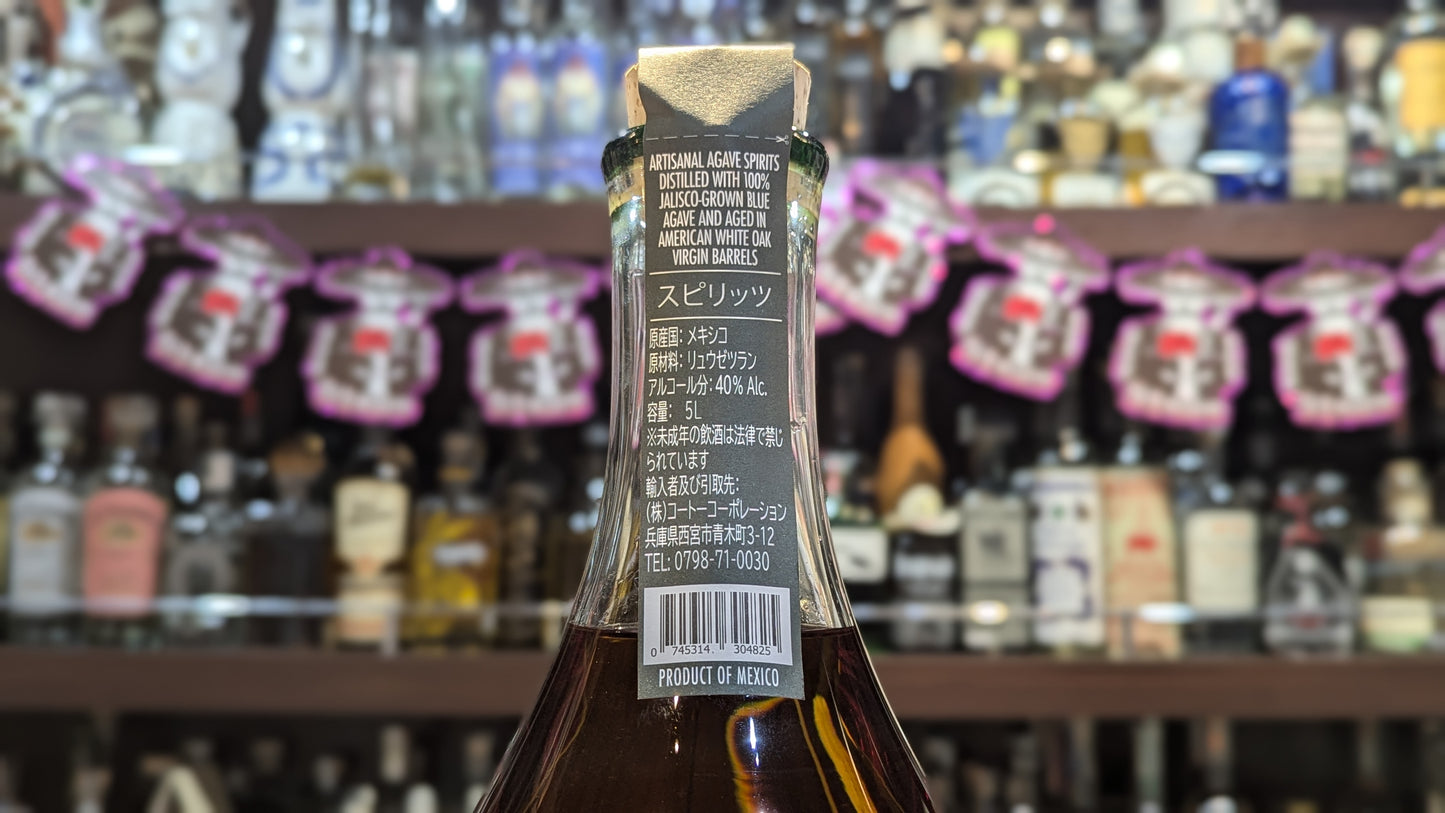 ARTISANAL AGAVE SPIRITS
DISTILLED WITH 100%
JALISCO-GROWN BLUE
AGAVE AND AGED IN
AMERICAN WHITE OAK
VIRGIN BARRELS
スピリッツ
原産国: メキシコ
原材料: リュウゼツラン
アルコール分: 40% Alc.
容量: 5L
※未成年の飲酒は法律で禁じ
られています
輸入者及び引取先:
(株)コートーコーポレーション
兵庫県西宮市青木町3-12
TEL: 0798-71-0030
0 745314 304825
PRODUCT OF MEXICO